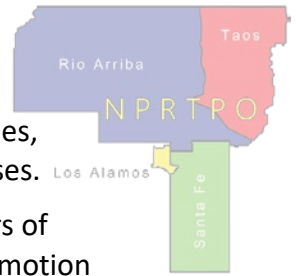 Taos
Rio Arriba
NPRTPO
es,
ses.
Los Alamos
rs of
Santa Fe
motion